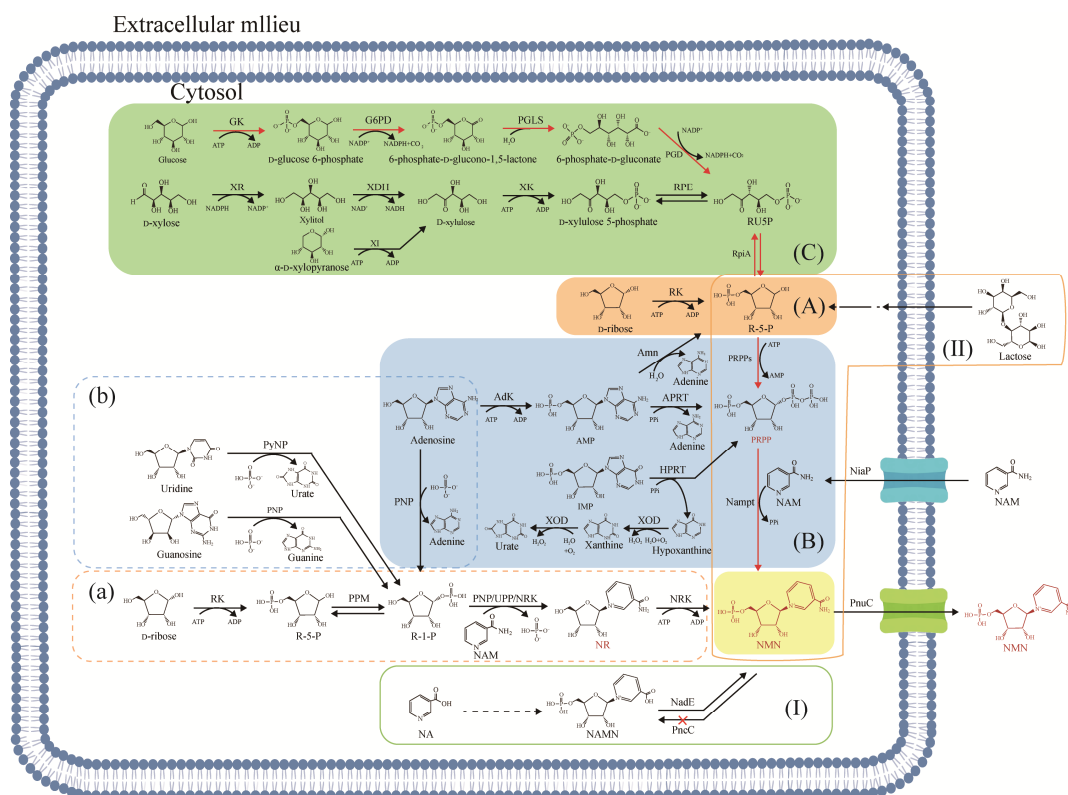 Extracellular mllieu
Cytosol
GK
G6PD
PGLS
ATP ADP
NADP⁺ NADPH+CO₂
H₂O
NADP⁺
PGD
NADPH+CO₂
Glucose
D-glucose 6-phosphate
6-phosphate-D-glucono-1,5-lactone
6-phosphate-D-gluconate
XR
XDH
XK
RPE
NADPH NADP⁺
NAD⁺ NADH
ATP ADP
D-xylose
Xylitol
D-xylulose
D-xylulose 5-phosphate
RU5P
XI
ATP ADP
α-D-xylopyranose
RpiA
(C)
RK
ATP ADP
D-ribose
R-5-P
(A)
Lactose
(II)
Amn
H₂O
Adenine
PRPPs
ATP
AMP
(b)
AdK
ATP ADP
Adenosine
AMP
APRT
PPi
Adenine
PRPP
PyNP
Uridine
Urate
PNP
Guanosine
Guanine
PNP
Adenine
IMP
HPRT
PPi
Nampt
NAM
PPi
NiaP
NAM
XOD
XOD
H₂O₂ H₂O +O₂
H₂O₂ H₂O+O₂
Urate
Xanthine
Hypoxanthine
(B)
(a)
RK
ATP ADP
D-ribose
R-5-P
PPM
R-1-P
PNP/UPP/NRK
NAM
NR
NRK
ATP ADP
NMN
PnuC
NMN
NA
NAMN
NadE
PncC
(I)